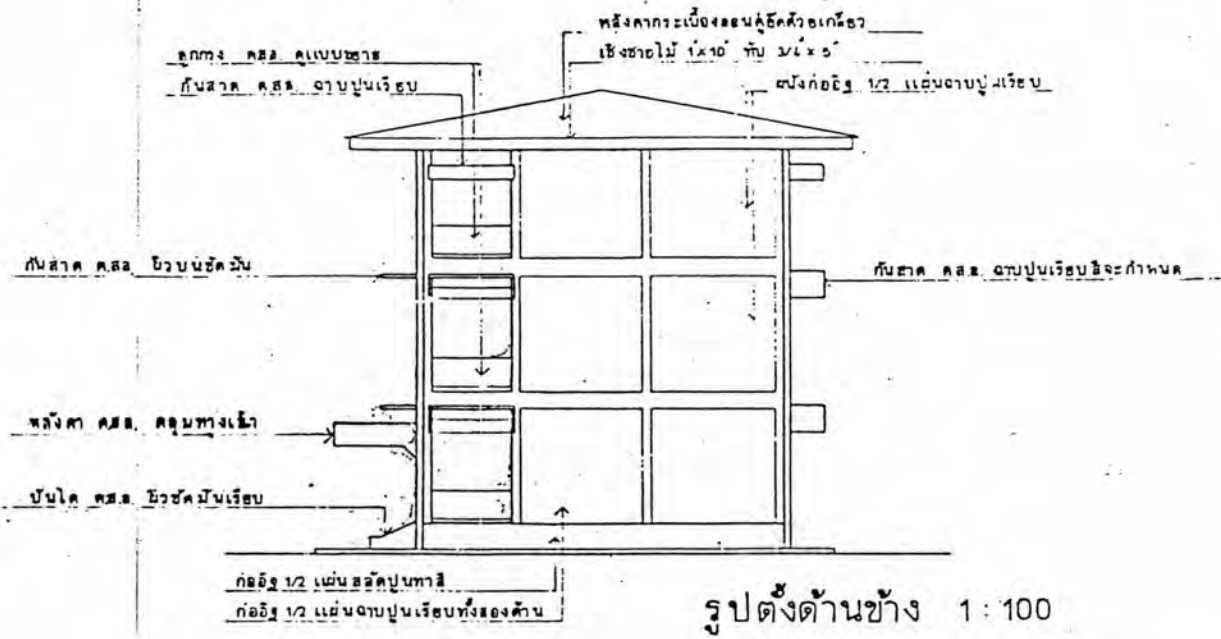 หลังคากระเบื้องลอนคู่ยึดด้วยเกลียว
ลูกกรง คสล. ดูแบบขยาย
เชิงชายไม้ 1"x10" ทับ 3/4"x 5"
กันสาด คสล. ฉาบปูนเรียบ
ผนังก่ออิฐ 1/2 แผ่นฉาบปูนเรียบ
กันสาด ค.สล. ผิวบนขัดมัน
กันสาด คส.ล. ฉาบปูนเรียบสีจะกำหนด
หลังคา คสล. คลุมทางเข้า
บันได คส.ล. ผิวขัดมันเรียบ
ก่ออิฐ 1/2 แผ่นสลัดปูนทาสี
ก่ออิฐ 1/2 แผ่นฉาบปูนเรียบทั้งสองด้าน
รูปตั้งด้านข้าง 1 : 100